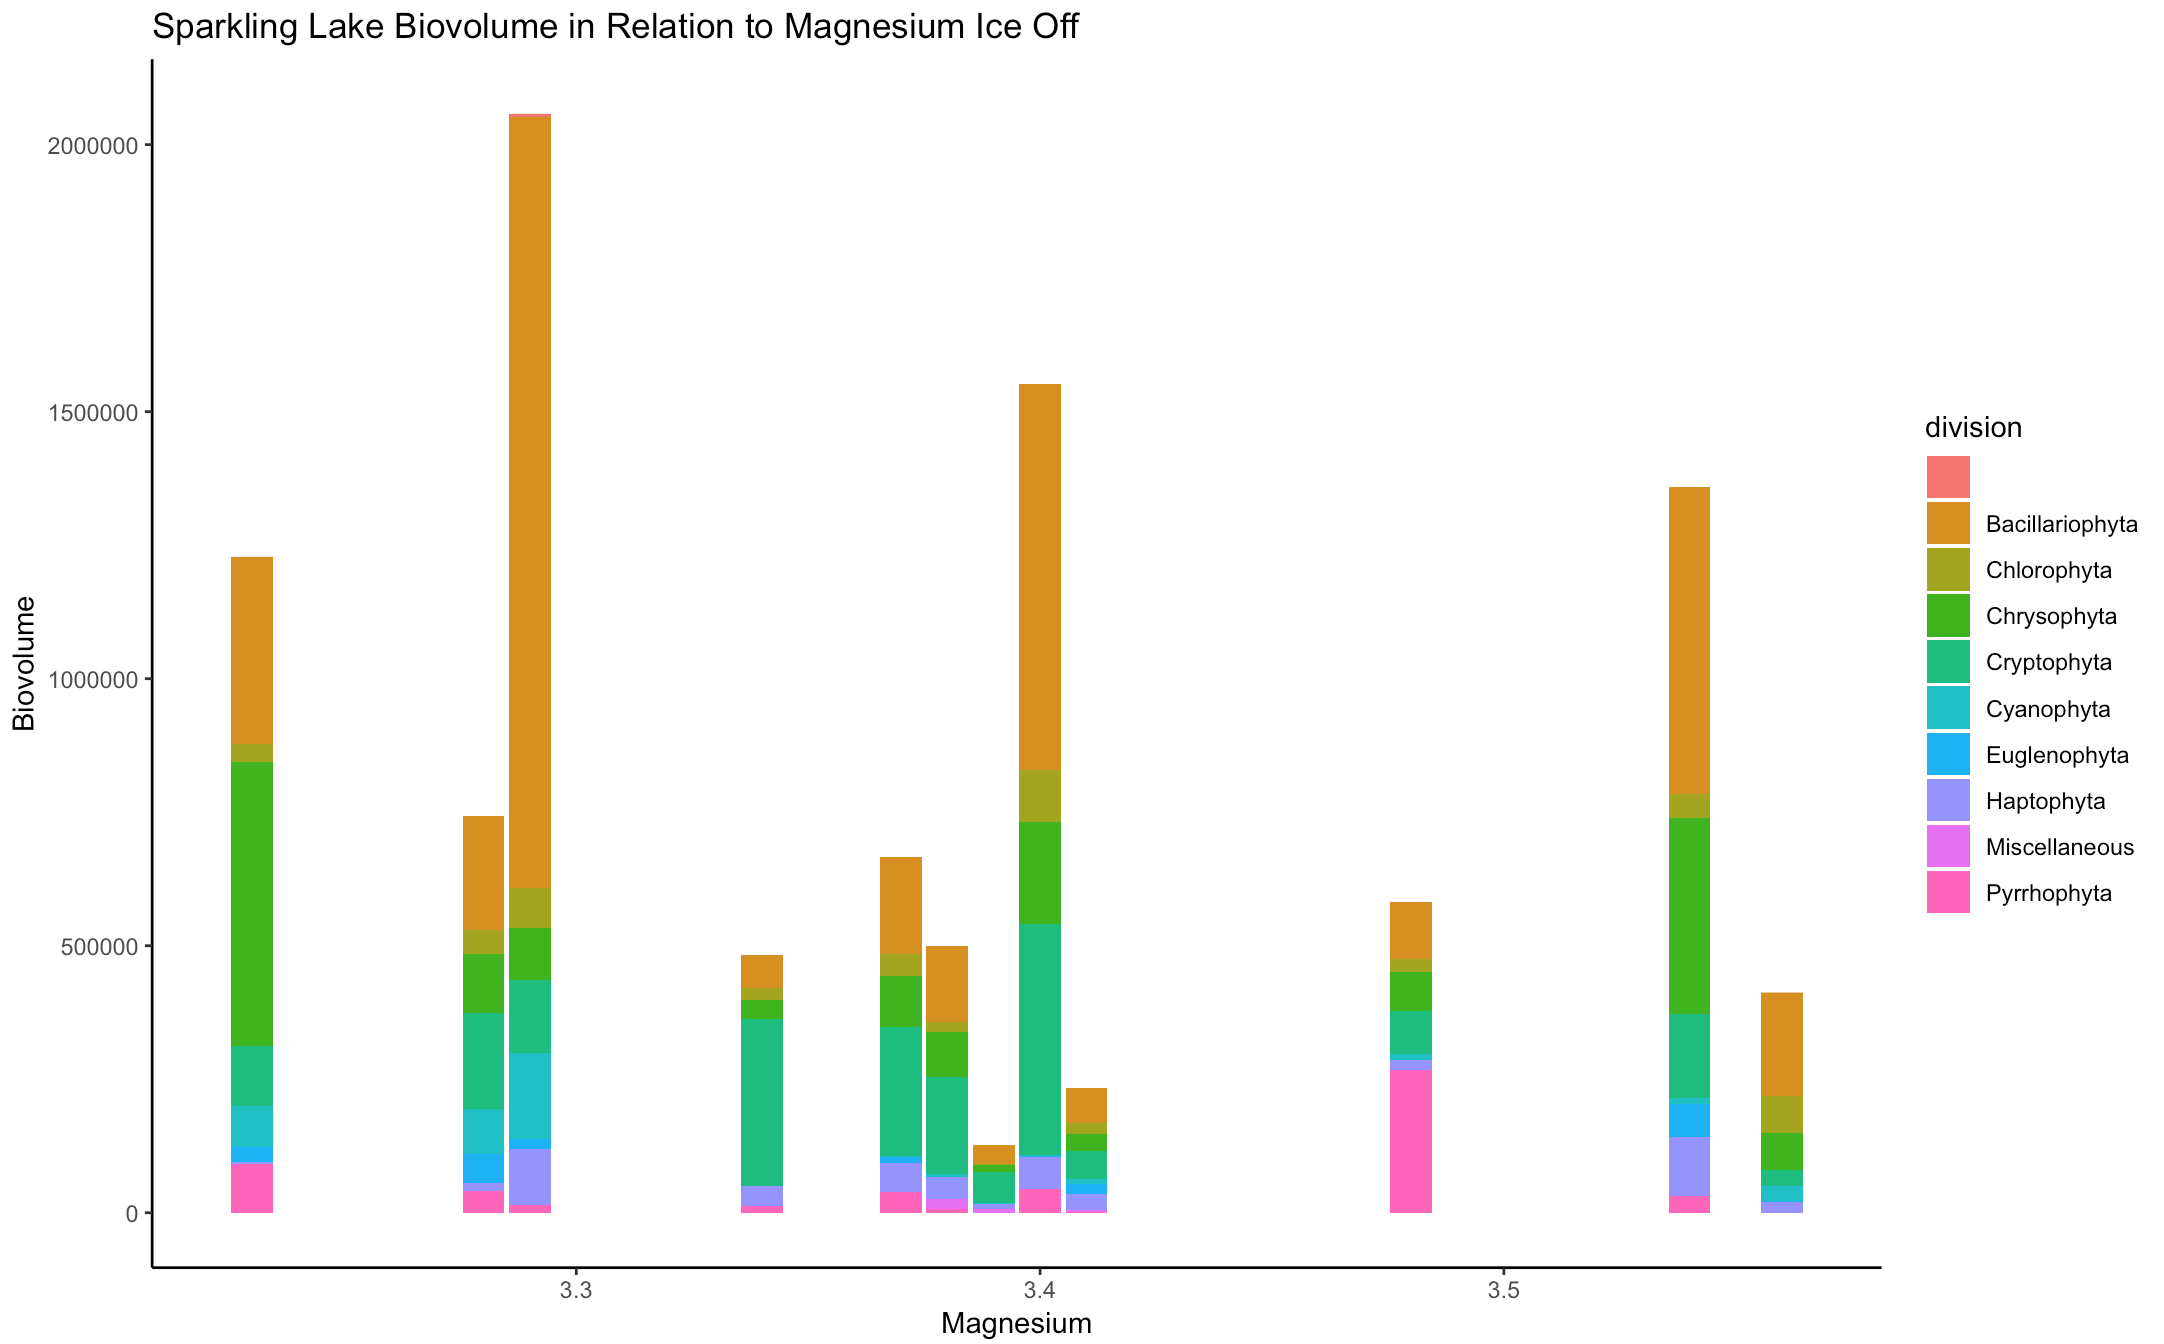 Sparkling Lake Biovolume in Relation to Magnesium Ice Off
2000000
1500000
1000000
500000
0
Biovolume
3.3
3.4
3.5
Magnesium
division
Bacillariophyta
Chlorophyta
Chrysophyta
Cryptophyta
Cyanophyta
Euglenophyta
Haptophyta
Miscellaneous
Pyrrhophyta